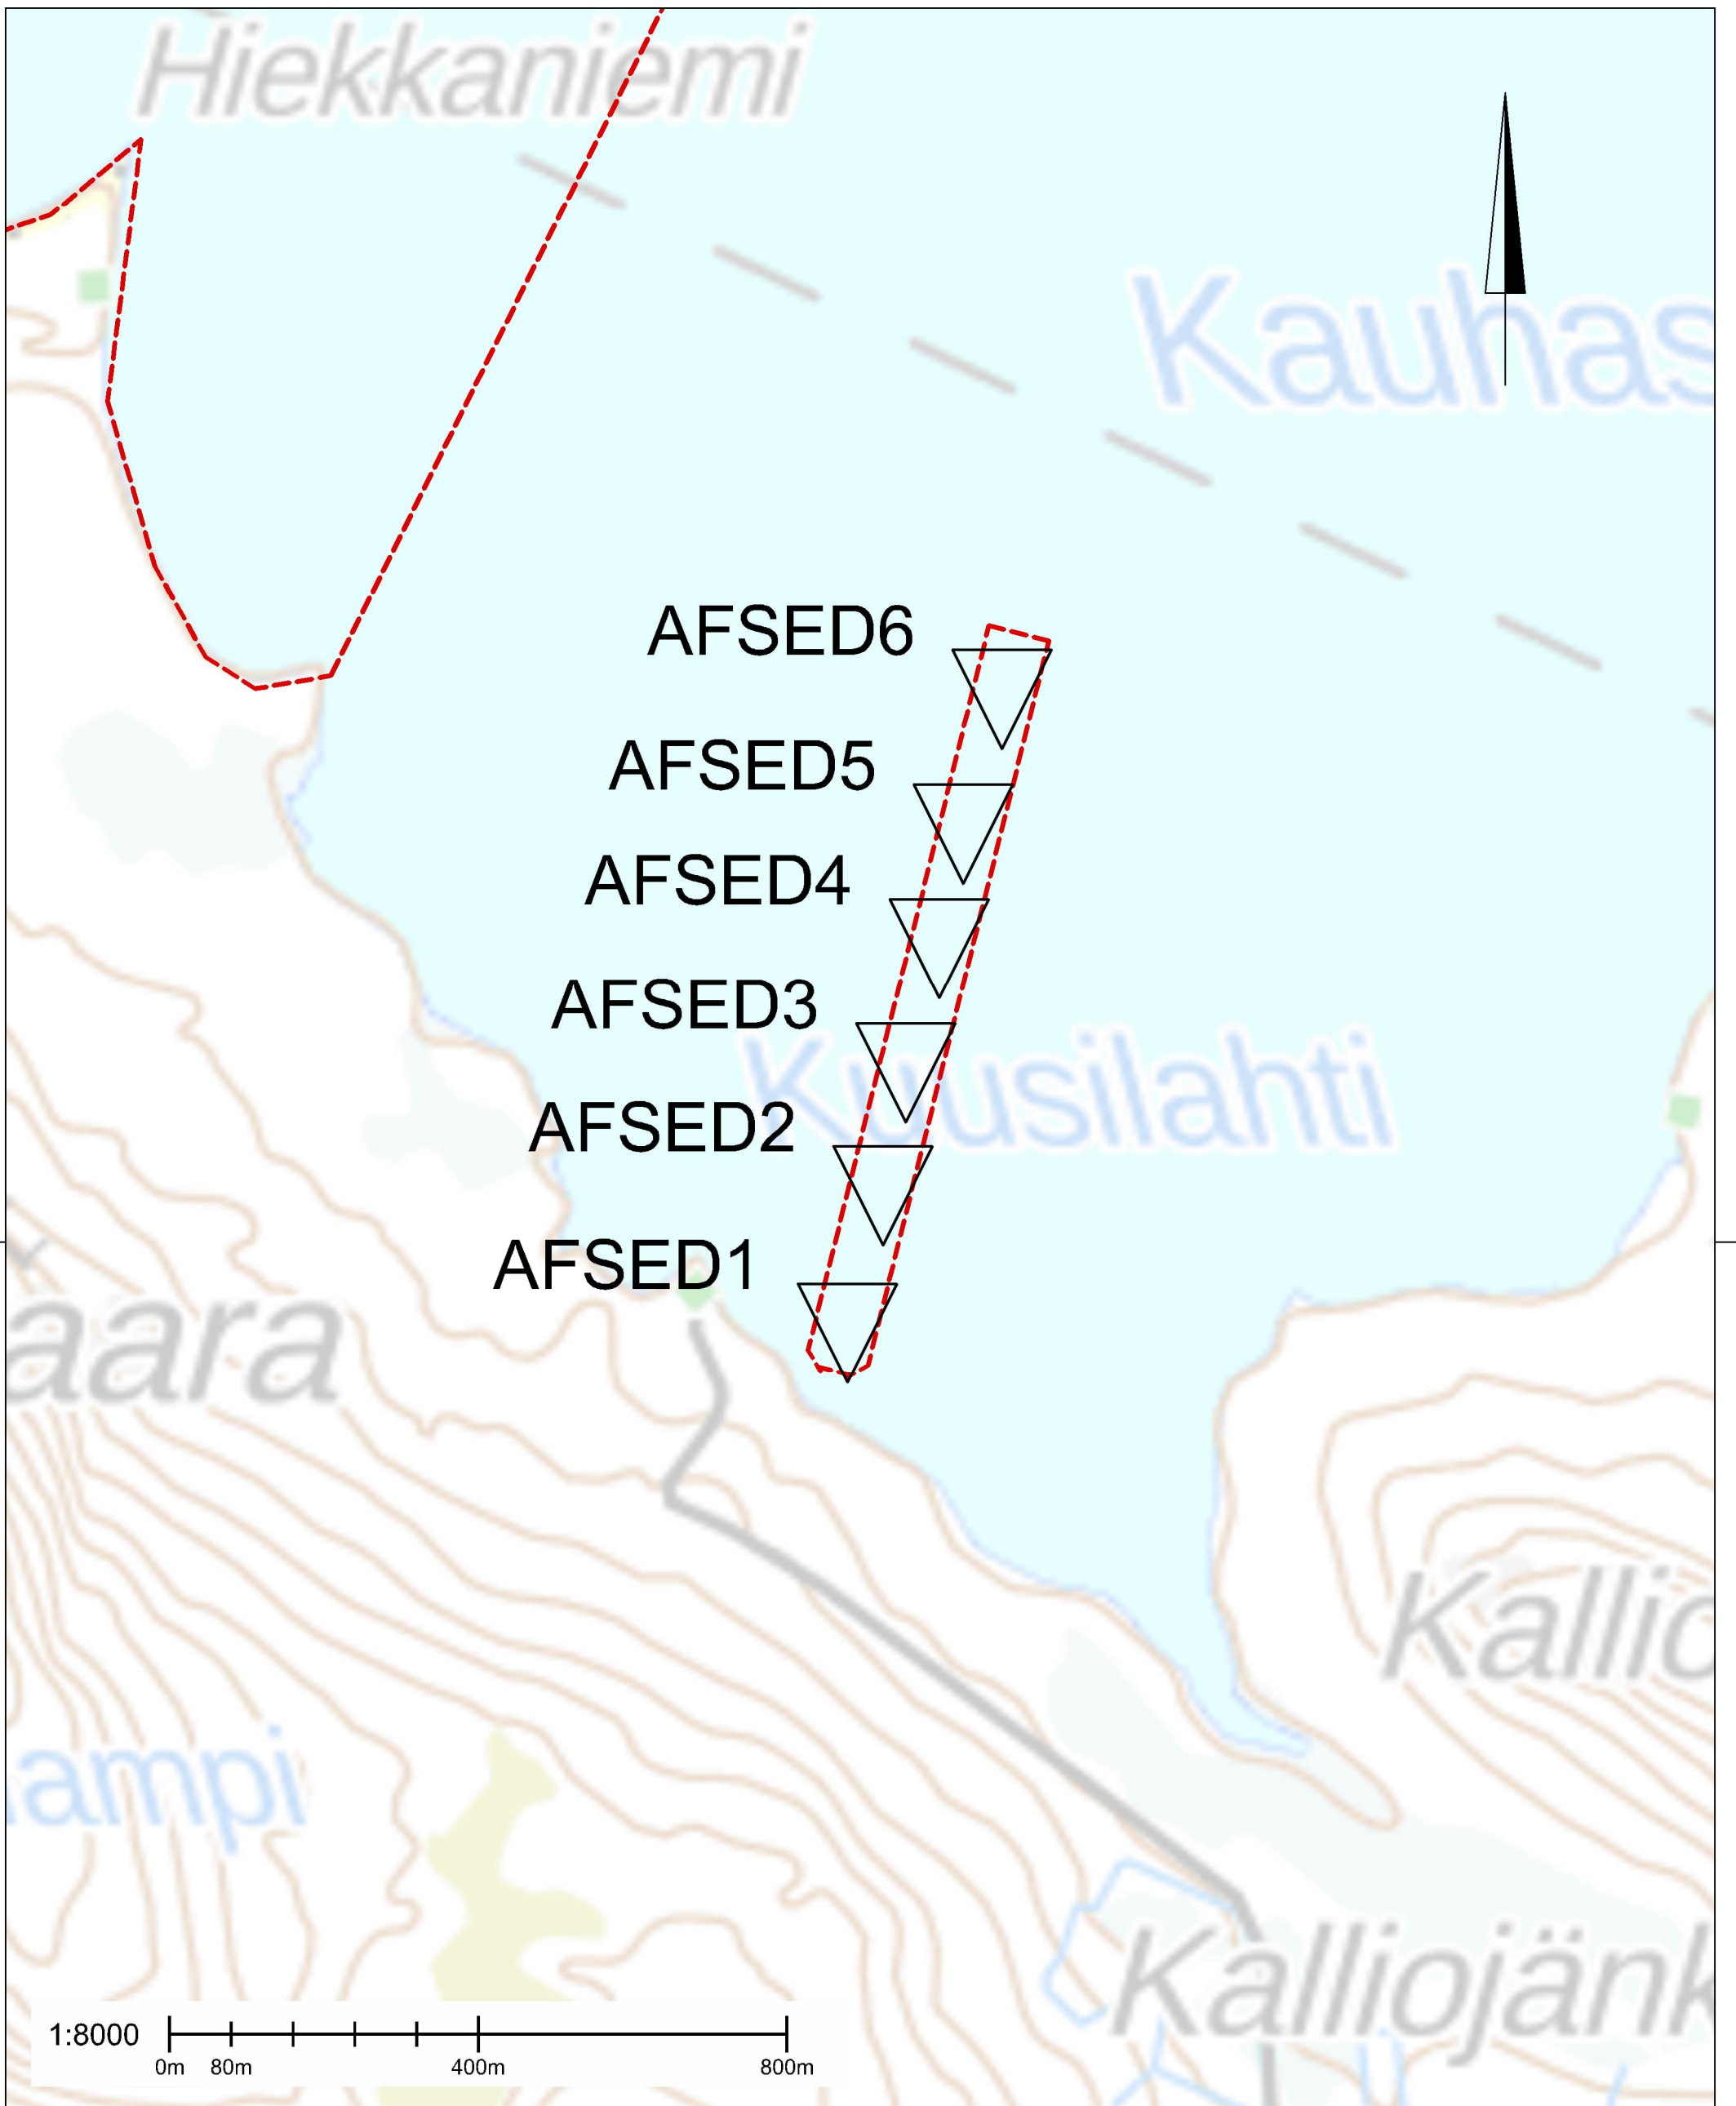 Hiekkaniemi
Kauhas
AFSED6
AFSED5
AFSED4
AFSED3
Kuusilahti
AFSED2
AFSED1
aara
Kallio
ampi
Kalliojänk
1:8000
0m 80m 400m 800m